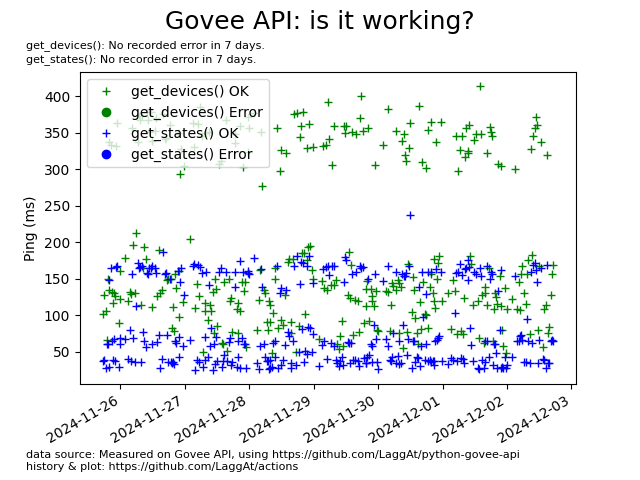 Govee API: is it working?
get_devices(): No recorded error in 7 days.
get_states(): No recorded error in 7 days.
get_devices() OK
get_devices() Error
get_states() OK
get_states() Error
Ping (ms)
400
350
300
250
200
150
100
50
2024-11-26
2024-11-27
2024-11-28
2024-11-29
2024-11-30
2024-12-01
2024-12-02
2024-12-03
data source: Measured on Govee API, using https://github.com/LaggAt/python-govee-api
history & plot: https://github.com/LaggAt/actions